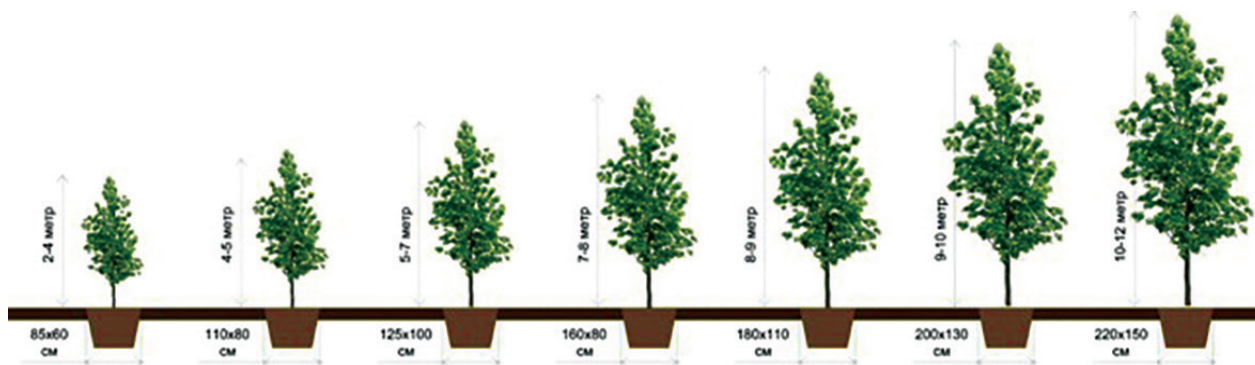 2-4 метр
4-5 метр
5-7 метр
7-8 метр
8-9 метр
9-10 метр
10-12 метр
85x60
см
110x80
см
125x100
см
160x80
см
180x110
см
200x130
см
220x150
см